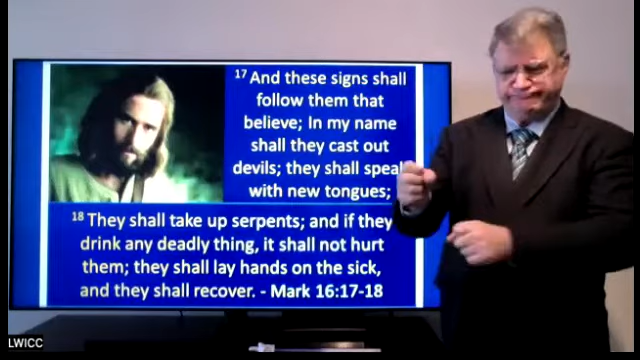 17 And these signs shall
follow them that
believe; In my name
shall they cast out
devils; they shall speak
with new tongues;
18 They shall take up serpents; and if they
drink any deadly thing, it shall not hurt
them; they shall lay hands on the sick,
and they shall recover. - Mark 16:17-18
LWICC